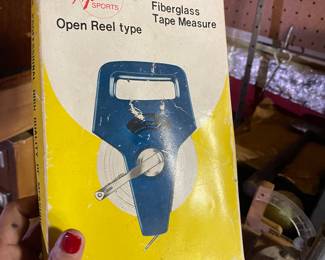 SPORTS
Open Reel type
Fiberglass
Tape Measure